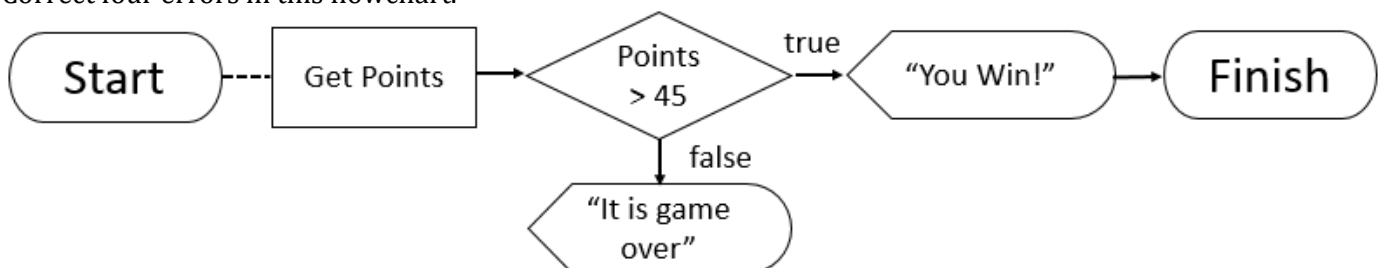 Correct four errors in this flowchart.
Start
Get Points
Points
> 45
true
“You Win!”
Finish
false
“It is game
over”